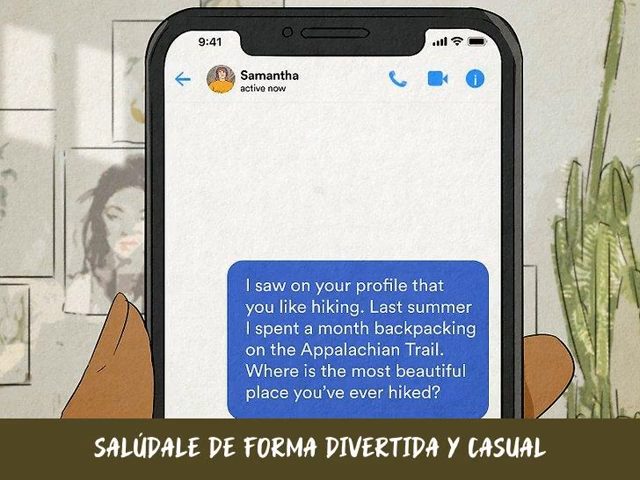 9:41
Samantha
active now
I saw on your profile that
you like hiking. Last summer
I spent a month backpacking
on the Appalachian Trail.
Where is the most beautiful
place you've ever hiked?
SALÚDALE DE FORMA DIVERTIDA Y CASUAL